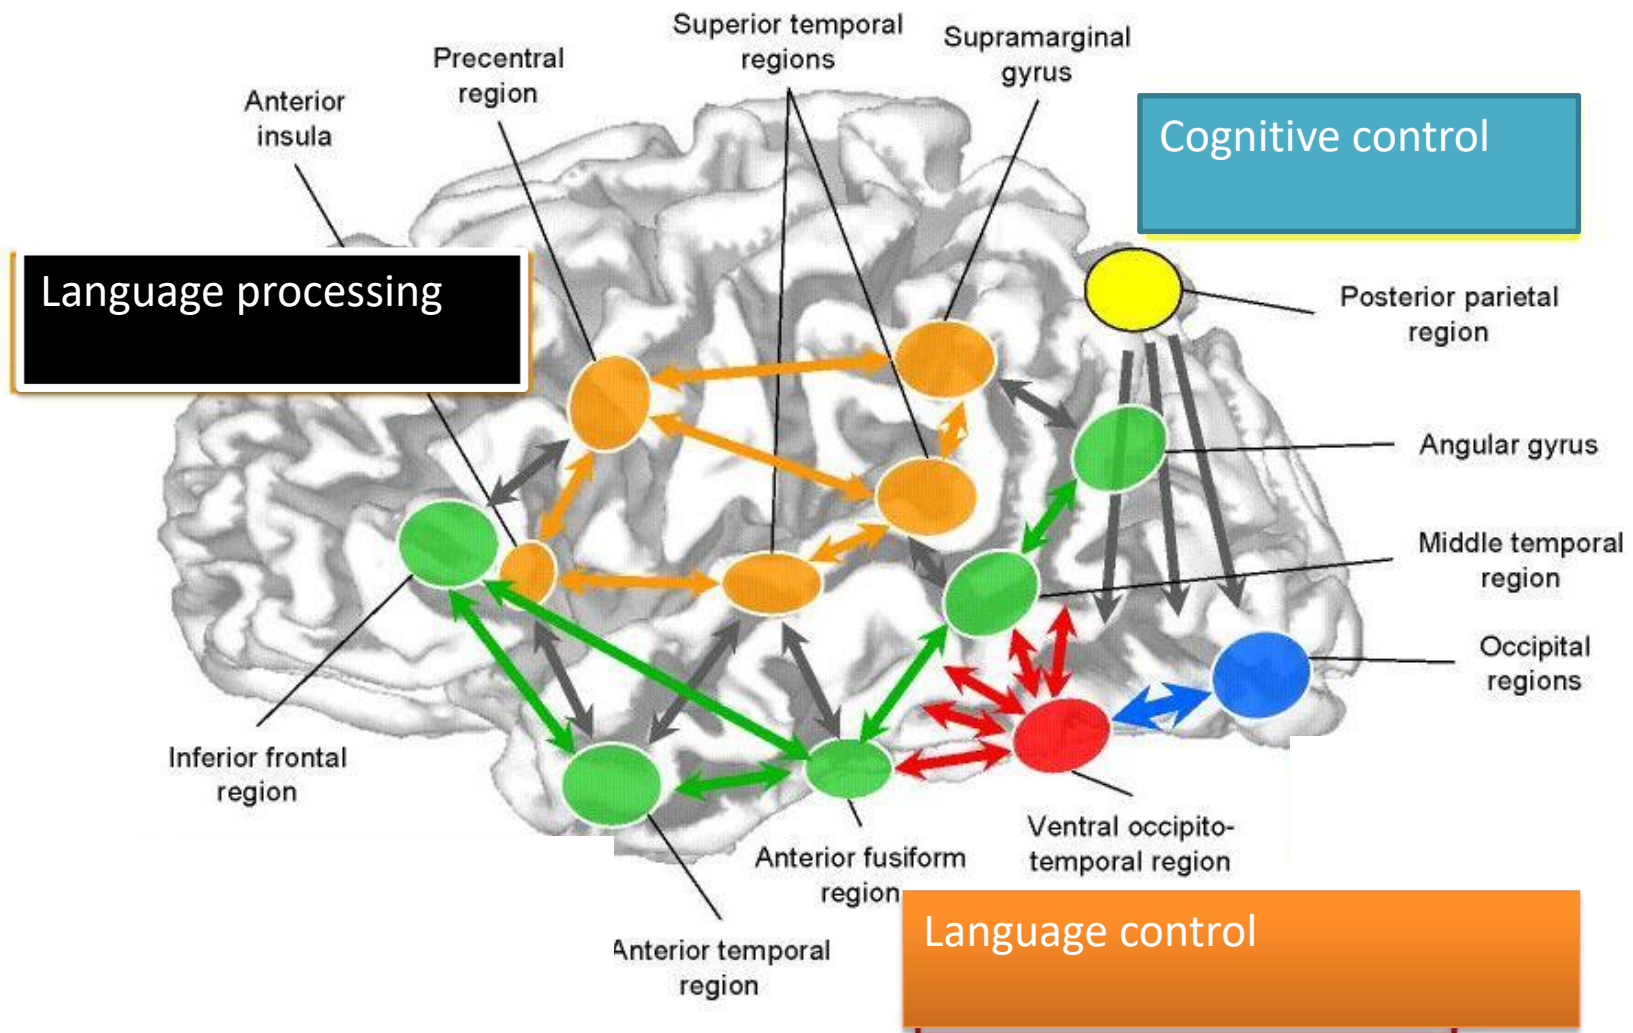 Superior temporal
regions
Supramarginal
gyrus
Precentral
region
Anterior
insula
Cognitive control
Language processing
Posterior parietal
region
Angular gyrus
Middle temporal
region
Occipital
regions
Inferior frontal
region
Ventral occipito-
temporal region
Anterior fusiform
region
Language control
Anterior temporal
region